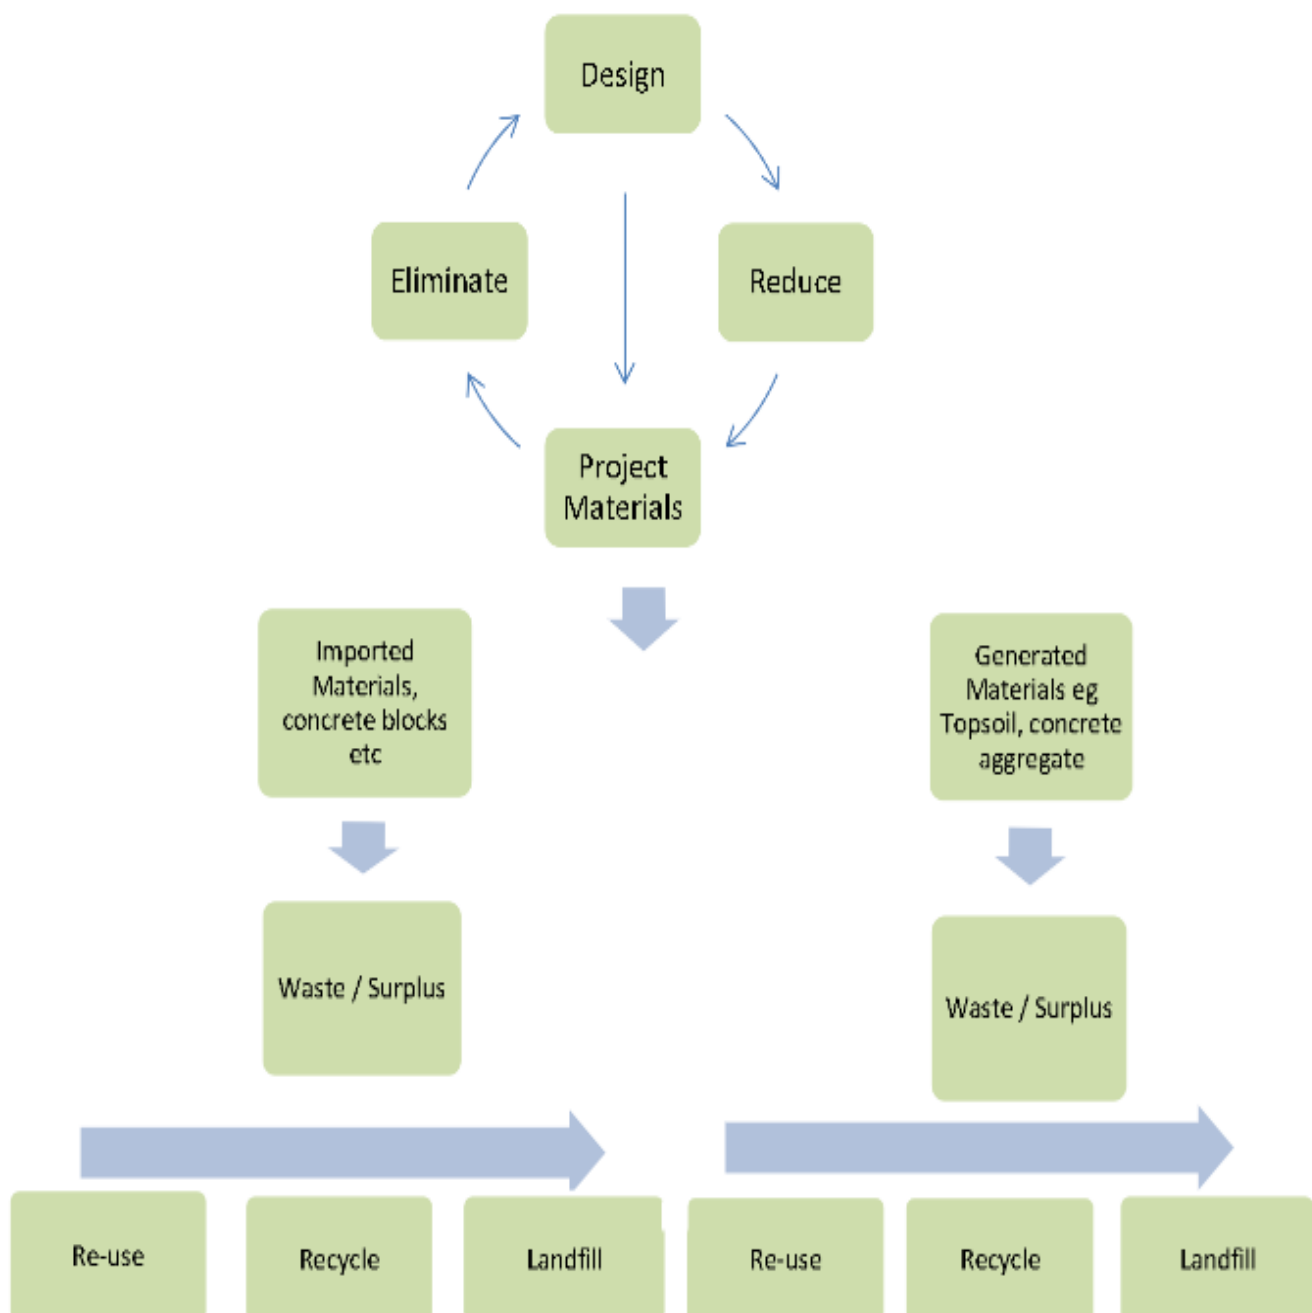 Design
Eliminate
Reduce
Project
Materials
Imported
Materials,
concrete blocks
etc
Generated
Materials eg
Topsoil, concrete
aggregate
Waste / Surplus
Waste / Surplus
Re-use
Recycle
Landfill
Re-use
Recycle
Landfill